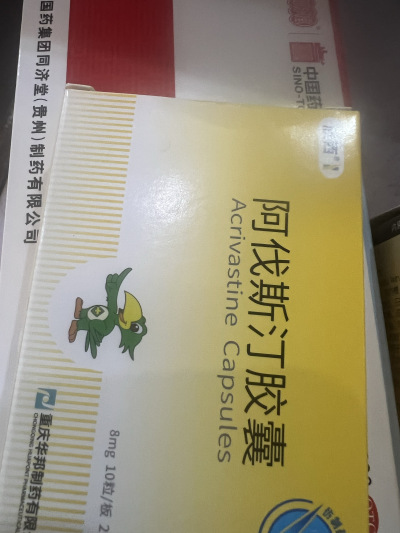 国药集团同济堂(贵州)制药有限公司
中国药
SINO-T
阿伐斯汀胶囊
Acrivastine Capsules
8mg 10粒/板 2
重庆华邦制药有限